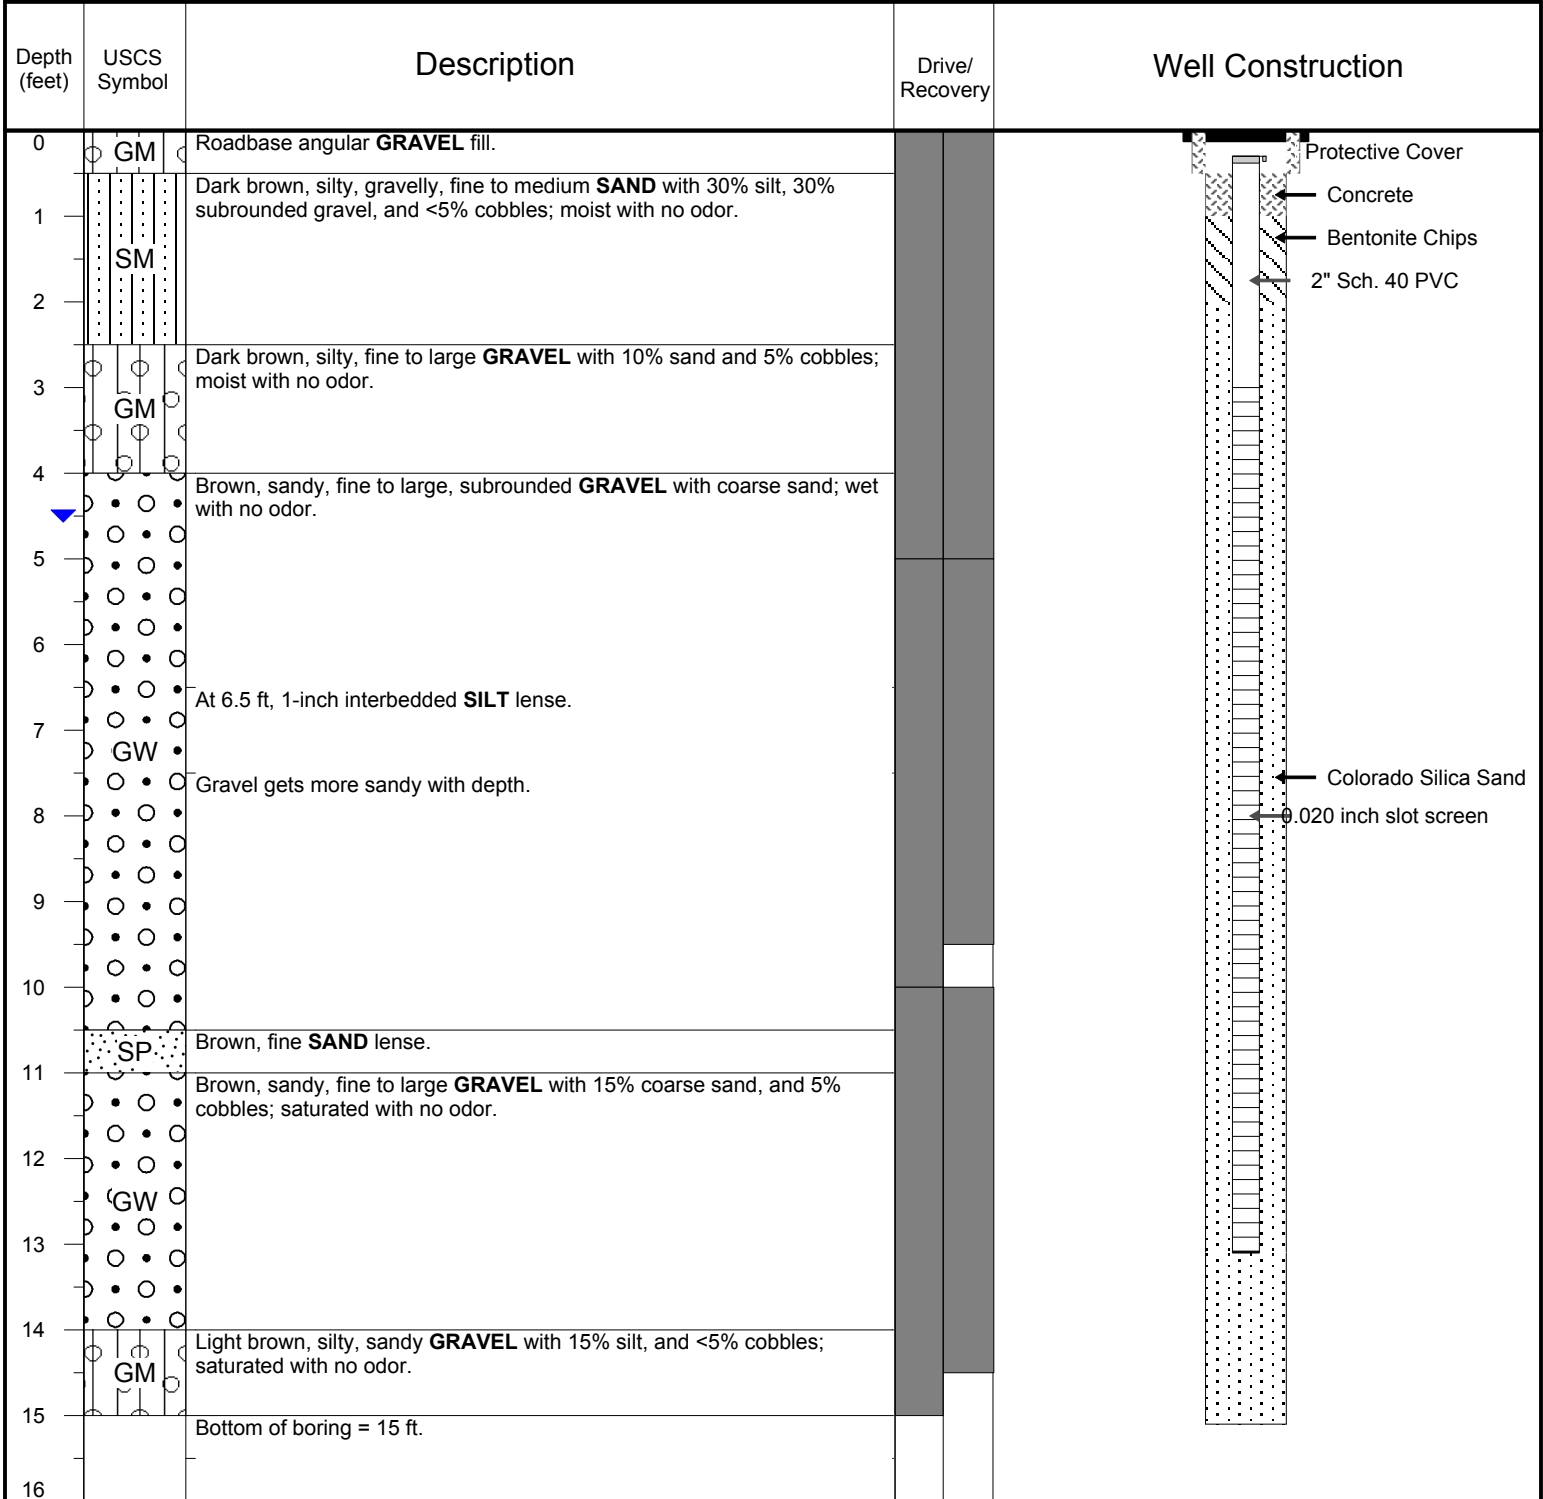 Depth
(feet)
USCS
Symbol
Description
Drive/
Recovery
Well Construction
0
GM
Roadbase angular GRAVEL fill.
Protective Cover
Dark brown, silty, gravelly, fine to medium SAND with 30% silt, 30%
subrounded gravel, and <5% cobbles; moist with no odor.
Concrete
1
Bentonite Chips
SM
2" Sch. 40 PVC
2
Dark brown, silty, fine to large GRAVEL with 10% sand and 5% cobbles;
moist with no odor.
3
GM
4
Brown, sandy, fine to large, subrounded GRAVEL with coarse sand; wet
with no odor.
5
6
At 6.5 ft, 1-inch interbedded SILT lense.
7
GW
Gravel gets more sandy with depth.
Colorado Silica Sand
8
0.020 inch slot screen
9
10
SP
Brown, fine SAND lense.
11
Brown, sandy, fine to large GRAVEL with 15% coarse sand, and 5%
cobbles; saturated with no odor.
12
GW
13
14
Light brown, silty, sandy GRAVEL with 15% silt, and <5% cobbles;
saturated with no odor.
GM
15
Bottom of boring = 15 ft.
16